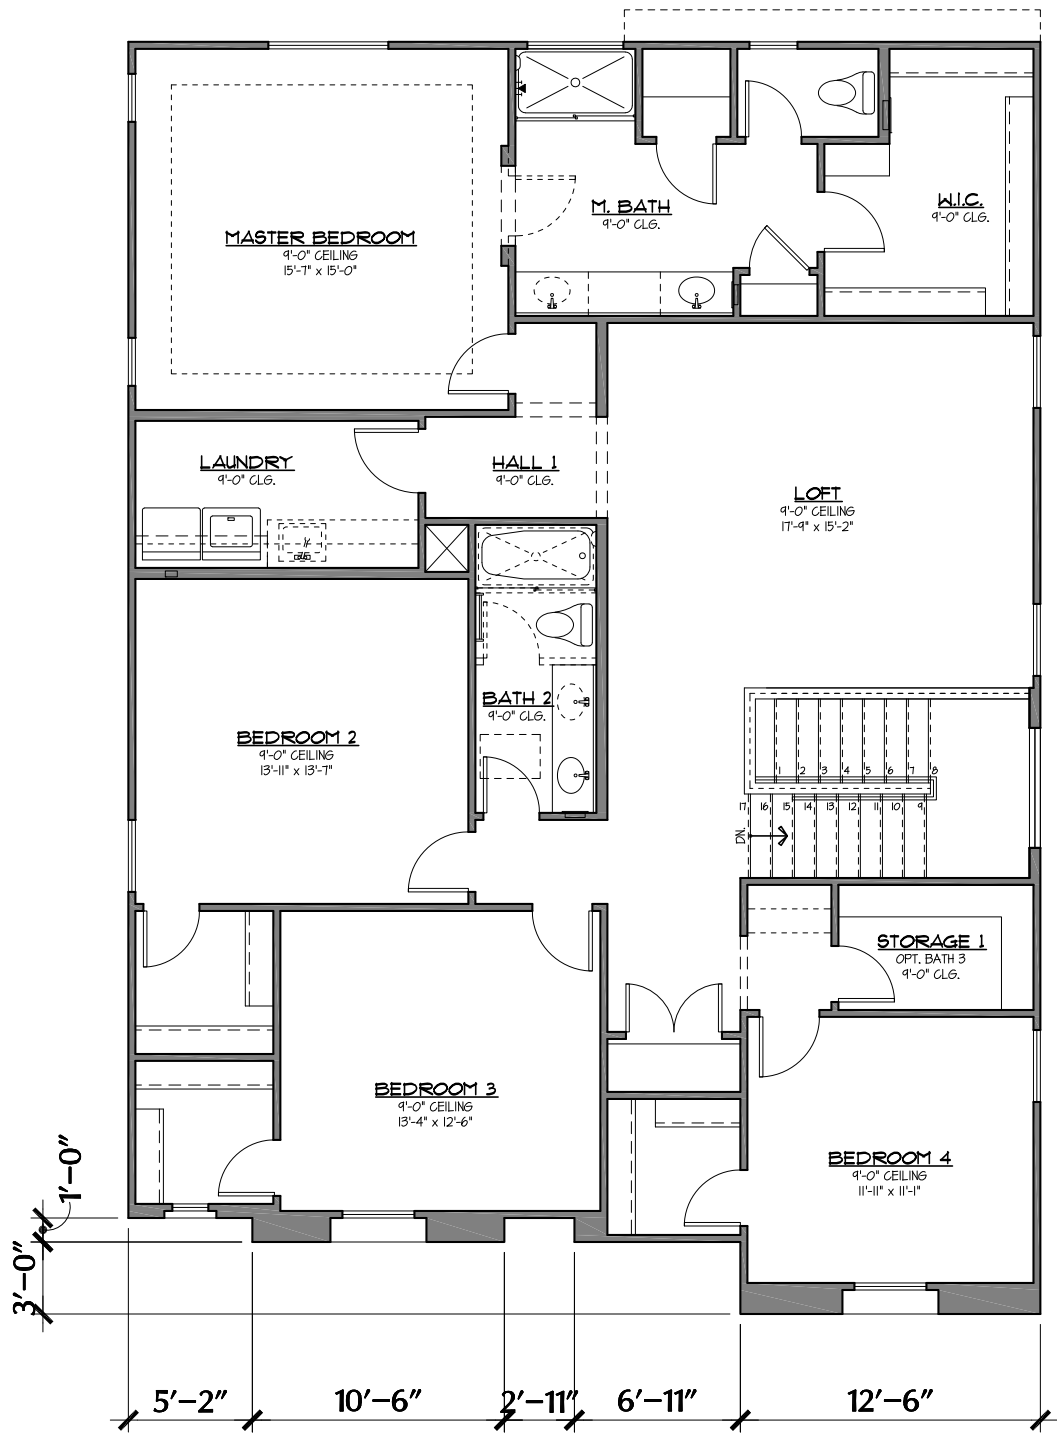 M. BATH
9'-0" CLG.
W.I.C.
9'-0" CLG.
MASTER BEDROOM
9'-0" CEILING
15'-7" x 15'-0"
LAUNDRY
9'-0" CLG.
HALL 1
9'-0" CLG.
LOFT
9'-0" CEILING
17'-9" x 15'-2"
BATH 2
9'-0" CLG.
BEDROOM 2
9'-0" CEILING
13'-11" x 13'-7"
1 2 3 4 5 6 7 8
17 16 15 14 13 12 11 10 9
DN.
STORAGE 1
OPT. BATH 3
9'-0" CLG.
BEDROOM 3
9'-0" CEILING
13'-4" x 12'-6"
BEDROOM 4
9'-0" CEILING
11'-11" x 11'-1"
1'-0"
3'-0"
5'-2" 10'-6" 2'-11" 6'-11" 12'-6"